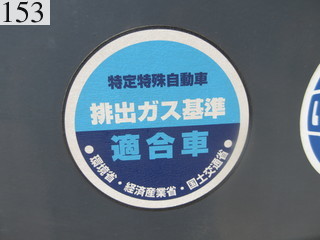 153
特定特殊自動車
排出ガス基準
適合車
環境省・経済産業省・国土交通省